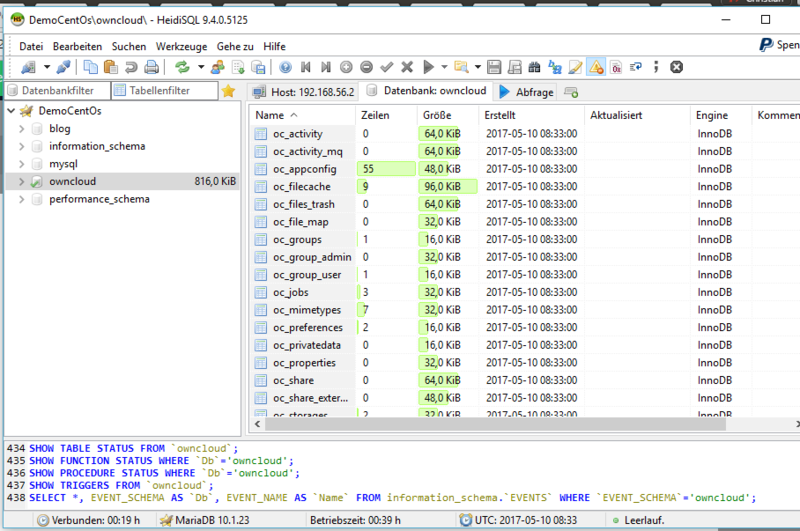 DemoCentOs\owncloud\ - HeidiSQL 9.4.0.5125
Datei Bearbeiten Suchen Werkzeuge Gehe zu Hilfe
Spen
Datenbankfilter Tabellenfilter Host: 192.168.56.2 Datenbank: owncloud Abfrage
DemoCentOs
blog
information_schema
mysql
owncloud 816,0 KiB
performance_schema
Name Zeilen Größe Erstellt Aktualisiert Engine Kommen
oc_activity 0 64,0 KiB 2017-05-10 08:33:00 InnoDB
oc_activity_mq 0 64,0 KiB 2017-05-10 08:33:00 InnoDB
oc_appconfig 55 48,0 KiB 2017-05-10 08:33:00 InnoDB
oc_filecache 9 96,0 KiB 2017-05-10 08:33:00 InnoDB
oc_files_trash 0 64,0 KiB 2017-05-10 08:33:00 InnoDB
oc_file_map 0 32,0 KiB 2017-05-10 08:33:00 InnoDB
oc_groups 1 16,0 KiB 2017-05-10 08:33:00 InnoDB
oc_group_admin 0 32,0 KiB 2017-05-10 08:33:00 InnoDB
oc_group_user 1 16,0 KiB 2017-05-10 08:33:00 InnoDB
oc_jobs 3 32,0 KiB 2017-05-10 08:33:00 InnoDB
oc_mimetypes 7 32,0 KiB 2017-05-10 08:33:00 InnoDB
oc_preferences 2 16,0 KiB 2017-05-10 08:33:00 InnoDB
oc_privatedata 0 16,0 KiB 2017-05-10 08:33:00 InnoDB
oc_properties 0 32,0 KiB 2017-05-10 08:33:00 InnoDB
oc_share 0 64,0 KiB 2017-05-10 08:33:00 InnoDB
oc_share_exter... 0 48,0 KiB 2017-05-10 08:33:00 InnoDB
oc_storages 2 32,0 KiB 2017-05-10 08:33:00 InnoDB
434 SHOW TABLE STATUS FROM `owncloud`;
435 SHOW FUNCTION STATUS WHERE `Db`='owncloud';
436 SHOW PROCEDURE STATUS WHERE `Db`='owncloud';
437 SHOW TRIGGERS FROM `owncloud`;
438 SELECT *, EVENT_SCHEMA AS `Db`, EVENT_NAME AS `Name` FROM information_schema.`EVENTS` WHERE `EVENT_SCHEMA`='owncloud';
Verbunden: 00:19 h MariaDB 10.1.23 Betriebszeit: 00:39 h UTC: 2017-05-10 08:33 Leerlauf.